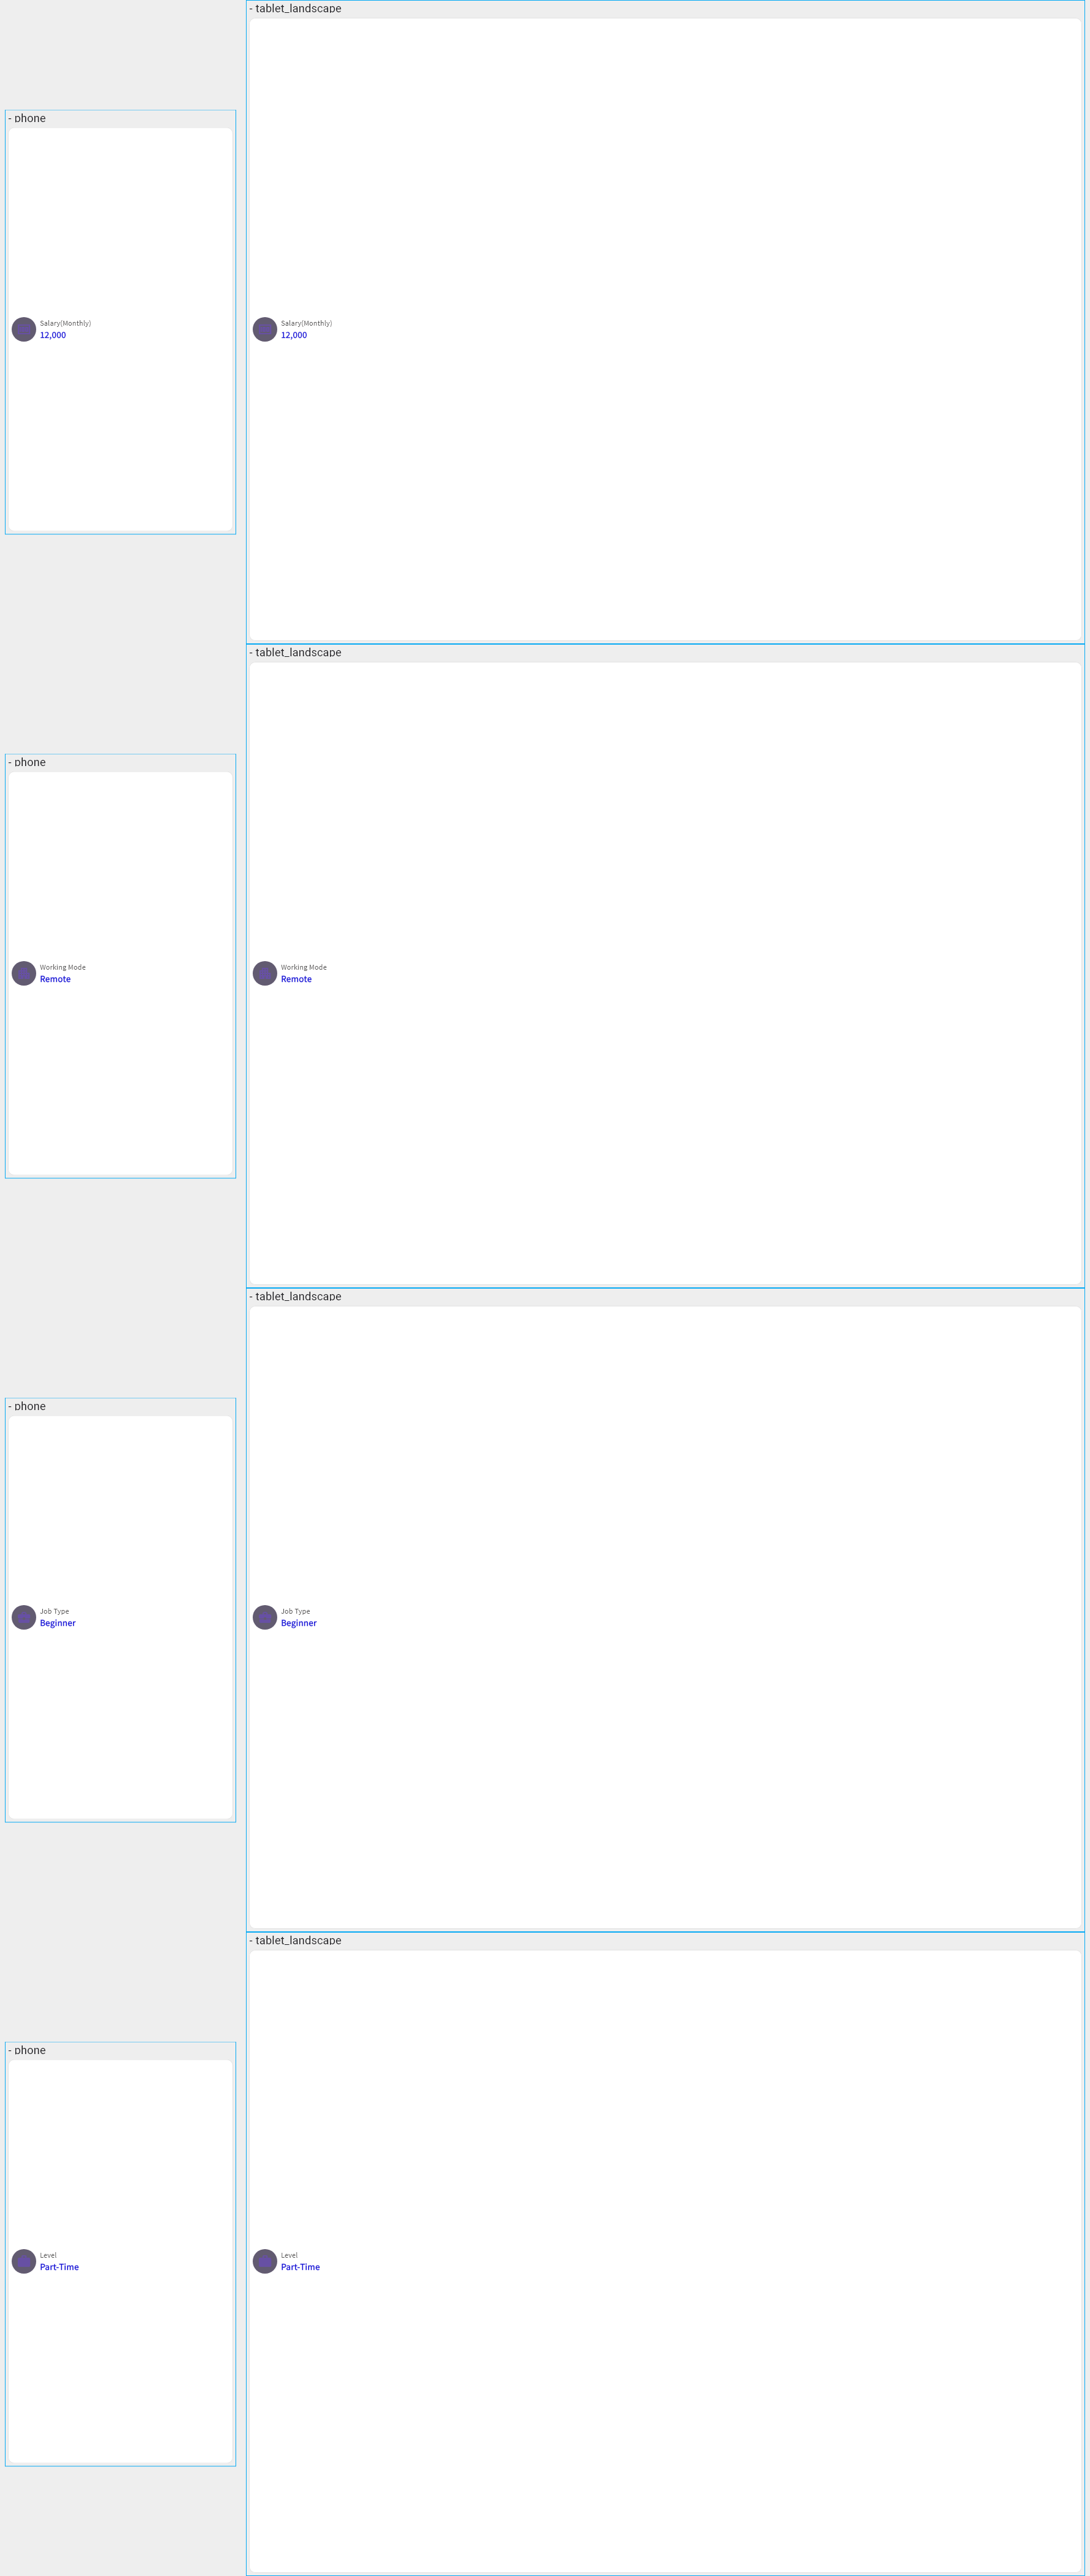 - tablet_landscape
- phone
Salary(Monthly)
12,000
Salary(Monthly)
12,000
- tablet_landscape
- phone
Working Mode
Remote
Working Mode
Remote
- tablet_landscape
- phone
Job Type
Beginner
Job Type
Beginner
- tablet_landscape
- phone
Level
Part-Time
Level
Part-Time